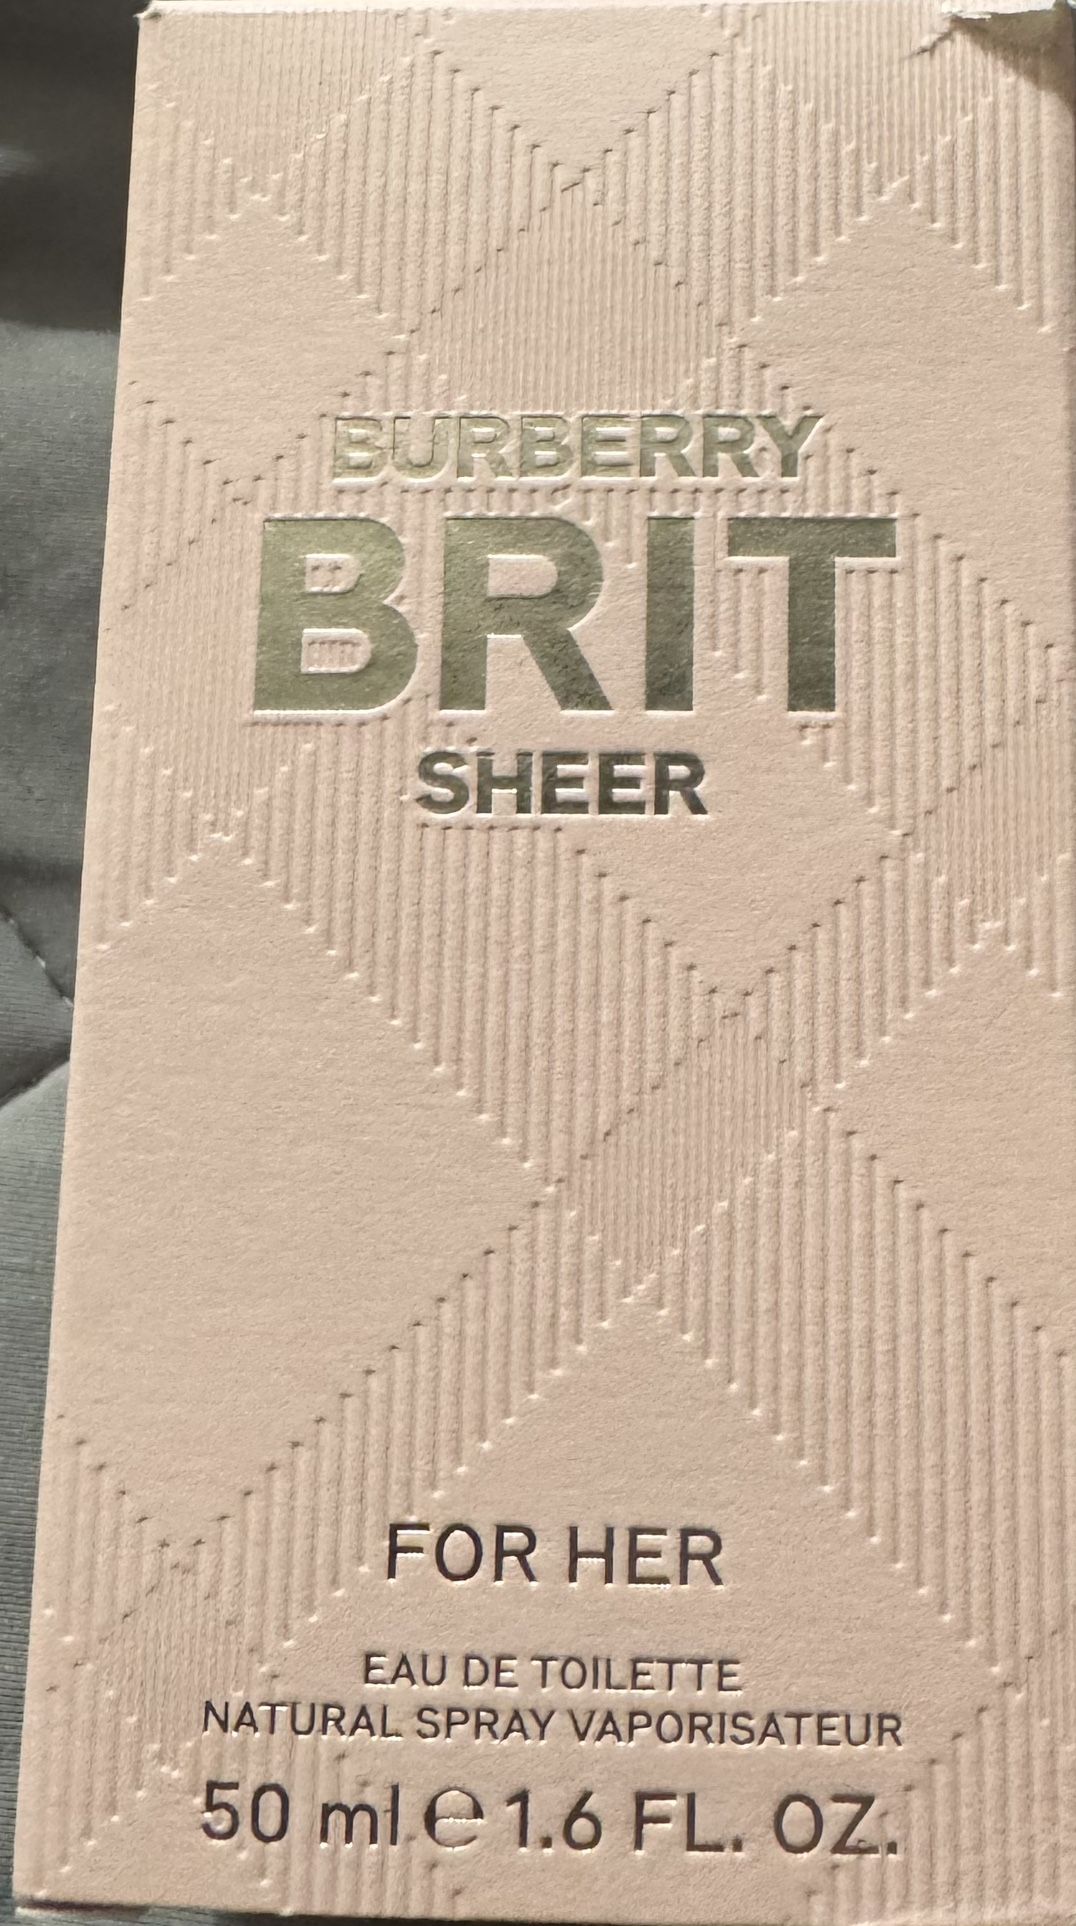 BURBERRY
BRIT
SHEER
FOR HER
EAU DE TOILETTE
NATURAL SPRAY VAPORISATEUR
50 ml ℮ 1.6 FL. OZ.